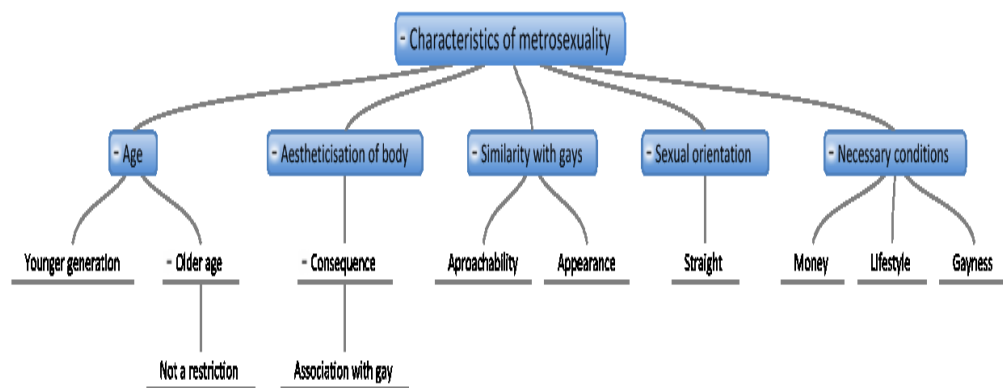 - Characteristics of metrosexuality
- Age
- Aestheticisation of body
- Similarity with gays
- Sexual orientation
- Necessary conditions
Younger generation
- Older age
- Consequence
Aproachability
Appearance
Straight
Money
Lifestyle
Gayness
Not a restriction
Association with gay